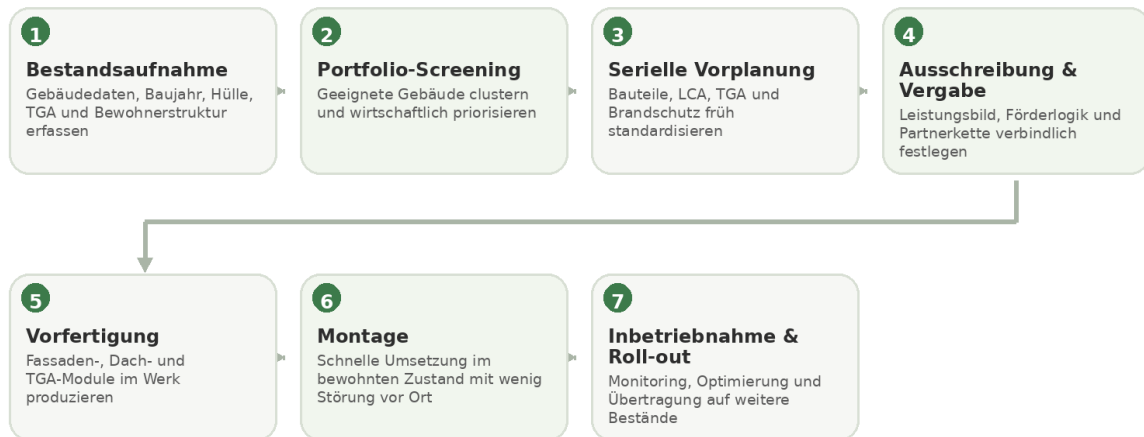 1
Bestandsaufnahme
Gebäudedaten, Baujahr, Hülle,
TGA und Bewohnerstruktur
erfassen
2
Portfolio-Screening
Geeignete Gebäude clustern
und wirtschaftlich priorisieren
3
Serielle Vorplanung
Bauteile, LCA, TGA und
Brandschutz früh
standardisieren
4
Ausschreibung &
Vergabe
Leistungsbild, Förderlogik und
Partnerkette verbindlich
festlegen
5
Vorfertigung
Fassaden-, Dach- und
TGA-Module im Werk
produzieren
6
Montage
Schnelle Umsetzung im
bewohnten Zustand mit wenig
Störung vor Ort
7
Inbetriebnahme &
Roll-out
Monitoring, Optimierung und
Übertragung auf weitere
Bestände